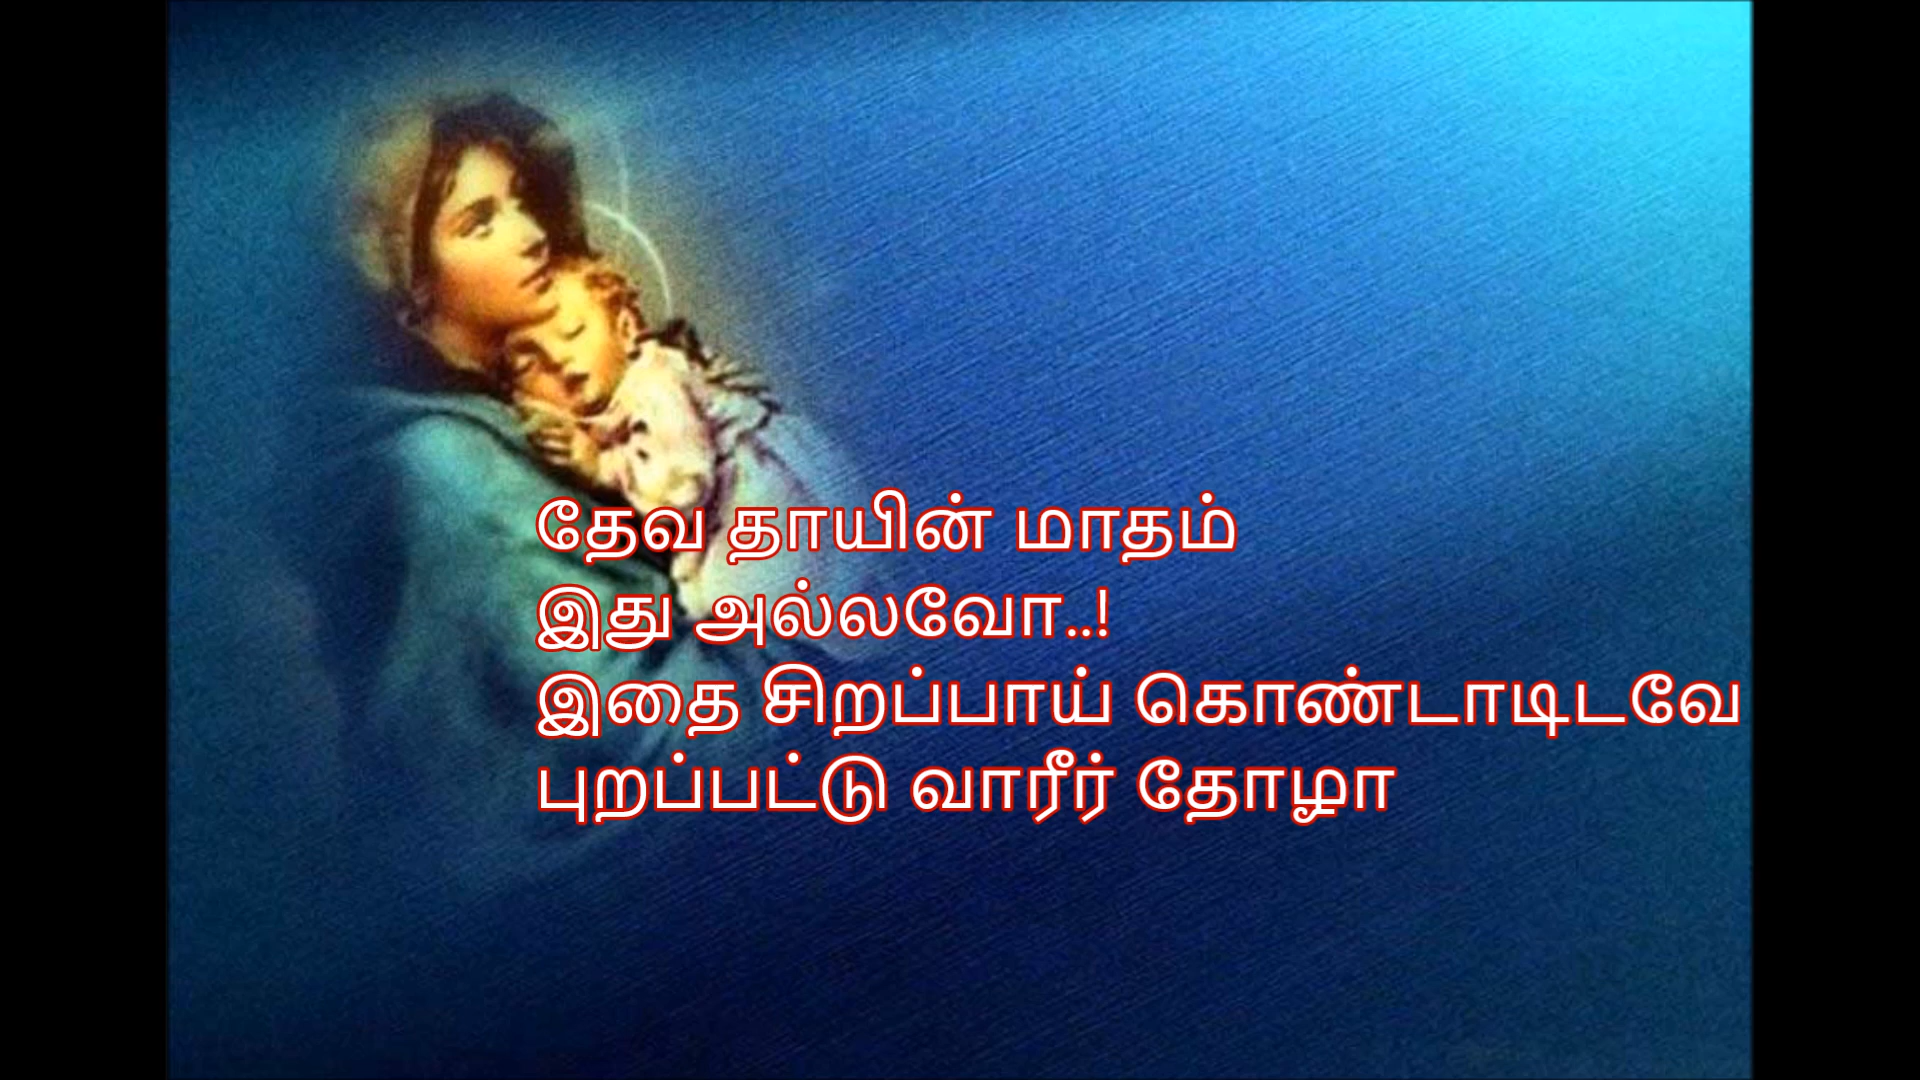 தேவ தாயின் மாதம்
இது அல்லவோ..!
இதை சிறப்பாய் கொண்டாடிடவே
புறப்பட்டு வாரீர் தோழா